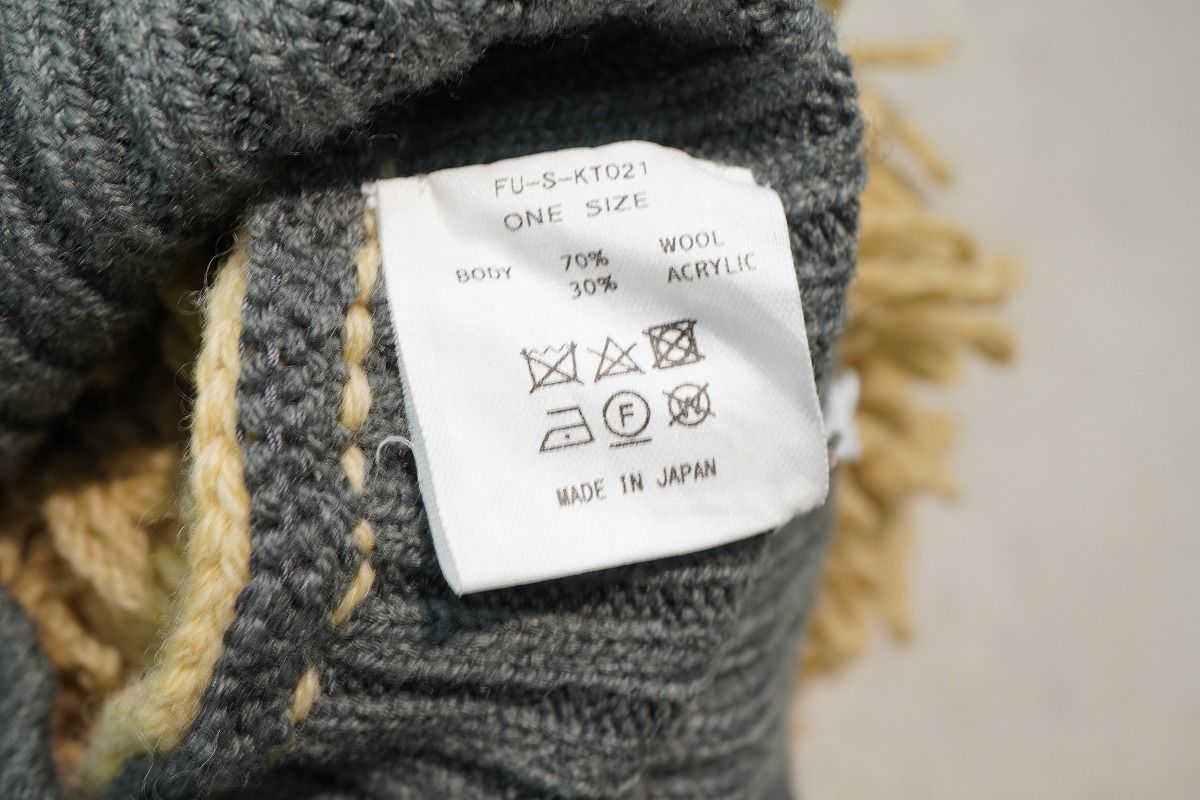 FU-S-KT021
ONE SIZE
BODY 70% WOOL
30% ACRYLIC
F
W
MADE IN JAPAN